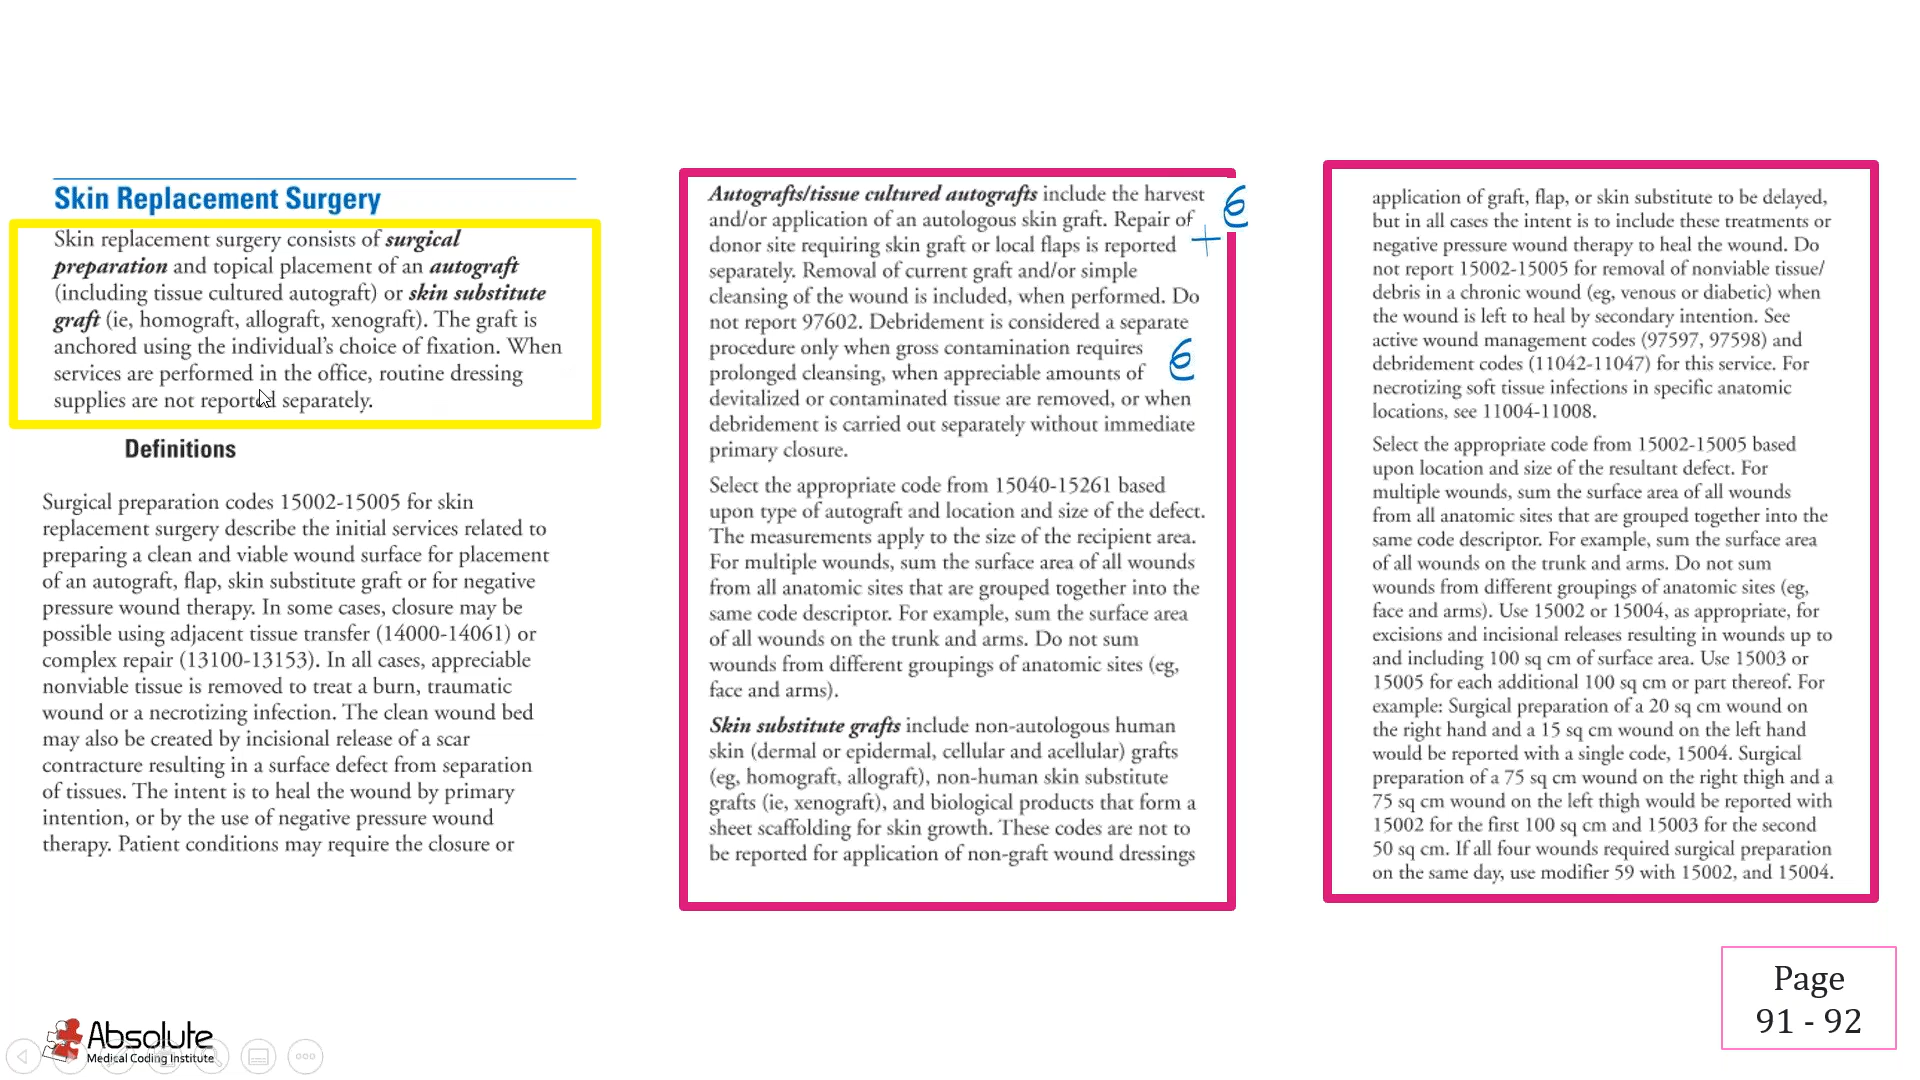 Skin Replacement Surgery
Skin replacement surgery consists of surgical
preparation and topical placement of an autograft
(including tissue cultured autograft) or skin substitute
graft (ie, homograft, allograft, xenograft). The graft is
anchored using the individual's choice of fixation. When
services are performed in the office, routine dressing
supplies are not reported separately.
Definitions
Surgical preparation codes 15002-15005 for skin
replacement surgery describe the initial services related to
preparing a clean and viable wound surface for placement
of an autograft, flap, skin substitute graft or for negative
pressure wound therapy. In some cases, closure may be
possible using adjacent tissue transfer (14000-14061) or
complex repair (13100-13153). In all cases, appreciable
nonviable tissue is removed to treat a burn, traumatic
wound or a necrotizing infection. The clean wound bed
may also be created by incisional release of a scar
contracture resulting in a surface defect from separation
of tissues. The intent is to heal the wound by primary
intention, or by the use of negative pressure wound
therapy. Patient conditions may require the closure or
Autografts/tissue cultured autografts include the harvest
and/or application of an autologous skin graft. Repair of
donor site requiring skin graft or local flaps is reported
separately. Removal of current graft and/or simple
cleansing of the wound is included, when performed. Do
not report 97602. Debridement is considered a separate
procedure only when gross contamination requires
prolonged cleansing, when appreciable amounts of
devitalized or contaminated tissue are removed, or when
debridement is carried out separately without immediate
primary closure.
Select the appropriate code from 15040-15261 based
upon type of autograft and location and size of the defect.
The measurements apply to the size of the recipient area.
For multiple wounds, sum the surface area of all wounds
from all anatomic sites that are grouped together into the
same code descriptor. For example, sum the surface area
of all wounds on the trunk and arms. Do not sum
wounds from different groupings of anatomic sites (eg,
face and arms).
Skin substitute grafts include non-autologous human
skin (dermal or epidermal, cellular and acellular) grafts
(eg, homograft, allograft), non-human skin substitute
grafts (ie, xenograft), and biological products that form a
sheet scaffolding for skin growth. These codes are not to
be reported for application of non-graft wound dressings
application of graft, flap, or skin substitute to be delayed,
but in all cases the intent is to include these treatments or
negative pressure wound therapy to heal the wound. Do
not report 15002-15005 for removal of nonviable tissue/
debris in a chronic wound (eg, venous or diabetic) when
the wound is left to heal by secondary intention. See
active wound management codes (97597, 97598) and
debridement codes (11042-11047) for this service. For
necrotizing soft tissue infections in specific anatomic
locations, see 11004-11008.
Select the appropriate code from 15002-15005 based
upon location and size of the resultant defect. For
multiple wounds, sum the surface area of all wounds
from all anatomic sites that are grouped together into the
same code descriptor. For example, sum the surface area
of all wounds on the trunk and arms. Do not sum
wounds from different groupings of anatomic sites (eg,
face and arms). Use 15002 or 15004, as appropriate, for
excisions and incisional releases resulting in wounds up to
and including 100 sq cm of surface area. Use 15003 or
15005 for each additional 100 sq cm or part thereof. For
example: Surgical preparation of a 20 sq cm wound on
the right hand and a 15 sq cm wound on the left hand
would be reported with a single code, 15004. Surgical
preparation of a 75 sq cm wound on the right thigh and a
75 sq cm wound on the left thigh would be reported with
15002 for the first 100 sq cm and 15003 for the second
50 sq cm. If all four wounds required surgical preparation
on the same day, use modifier 59 with 15002, and 15004.
Page
91 - 92
Absolute
Medical Coding Institute